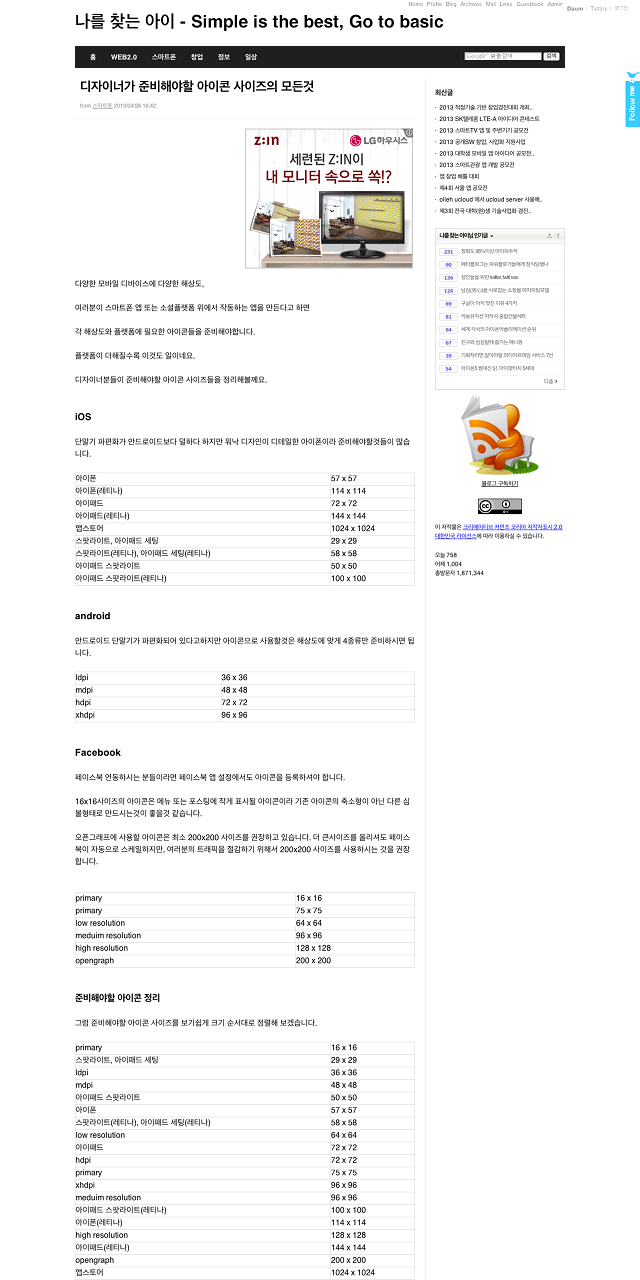 Home Profile Blog Archives Mail Links Guestbook Admin
Daum | Tistory | 로그인
나를 찾는 아이 - Simple is the best, Go to basic
홈 WEB2.0 스마트폰 창업 정보 일상
Google 맞춤검색 검색
디자이너가 준비해야할 아이콘 사이즈의 모든것
from 스마트폰 2013/04/26 16:42
Z:IN LG하우시스
세련된 Z:IN이
내 모니터 속으로 쏙!?
다양한 모바일 디바이스에 다양한 해상도,
여러분이 스마트폰 앱 또는 소셜플랫폼 위에서 작동하는 앱을 만든다고 하면
각 해상도와 플랫폼에 필요한 아이콘들을 준비해야합니다.
플랫폼이 더해질수록 이것도 일이네요.
디자이너분들이 준비해야할 아이콘 사이즈들을 정리해볼께요.
iOS
단말기 파편화가 안드로이드보다 덜하다 하지만 워낙 디자인이 디테일한 아이폰이라 준비해야할것들이 많습
니다.
아이폰 57 x 57
아이폰(레티나) 114 x 114
아이패드 72 x 72
아이패드(레티나) 144 x 144
앱스토어 1024 x 1024
스팟라이트, 아이패드 세팅 29 x 29
스팟라이트(레티나), 아이패드 세팅(레티나) 58 x 58
아이패드 스팟라이트 50 x 50
아이패드 스팟라이트(레티나) 100 x 100
android
안드로이드 단말기가 파편화되어 있다고하지만 아이콘으로 사용할것은 해상도에 맞게 4종류만 준비하시면 됩
니다.
ldpi 36 x 36
mdpi 48 x 48
hdpi 72 x 72
xhdpi 96 x 96
Facebook
페이스북 연동하시는 분들이라면 페이스북 앱 설정에서도 아이콘을 등록하셔야 합니다.
16x16사이즈의 아이콘은 메뉴 또는 포스팅에 작게 표시될 아이콘이라 기존 아이콘의 축소형이 아닌 다른 심
볼형태로 만드시는것이 좋을것 같습니다.
오픈그래프에 사용할 아이콘은 최소 200x200 사이즈를 권장하고 있습니다. 더 큰사이즈를 올리셔도 페이스
북이 자동으로 스케일하지만, 여러분의 트래픽을 절감하기 위해서 200x200 사이즈를 사용하시는 것을 권장
합니다.
primary 16 x 16
primary 75 x 75
low resolution 64 x 64
meduim resolution 96 x 96
high resolution 128 x 128
opengraph 200 x 200
준비해야할 아이콘 정리
그럼 준비해야할 아이콘 사이즈를 보기쉽게 크기 순서대로 정렬해 보겠습니다.
primary 16 x 16
스팟라이트, 아이패드 세팅 29 x 29
ldpi 36 x 36
mdpi 48 x 48
아이패드 스팟라이트 50 x 50
아이폰 57 x 57
스팟라이트(레티나), 아이패드 세팅(레티나) 58 x 58
low resolution 64 x 64
아이패드 72 x 72
hdpi 72 x 72
primary 75 x 75
xhdpi 96 x 96
meduim resolution 96 x 96
아이패드 스팟라이트(레티나) 100 x 100
아이폰(레티나) 114 x 114
high resolution 128 x 128
아이패드(레티나) 144 x 144
opengraph 200 x 200
앱스토어 1024 x 1024
최신글
2013 적정기술 기반 창업경진대회 개최..
2013 SK텔레콤 LTE-A 아이디어 콘테스트
2013 스마트TV 앱 및 주변기기 공모전
2013 공개SW 창업, 사업화 지원사업
2013 대학생 모바일 앱 아이디어 공모전..
2013 스마트관광 앱 개발 공모전
앱 창업 배틀 대회
제4회 서울 앱 공모전
olleh ucloud 에서 ucloud server 사용해..
제3회 전국 대학(원)생 기술사업화 경진..
나를 찾는 아이님 인기글
231
90
136
124
69
81
94
67
39
54
다음
블로그 구독하기
CC BY
이 저작물은 크리에이티브 커먼즈 코리아 저작자표시 2.0
대한민국 라이선스에 따라 이용하실 수 있습니다.
오늘 758
어제 1,004
총방문자 1,871,344
Follow me